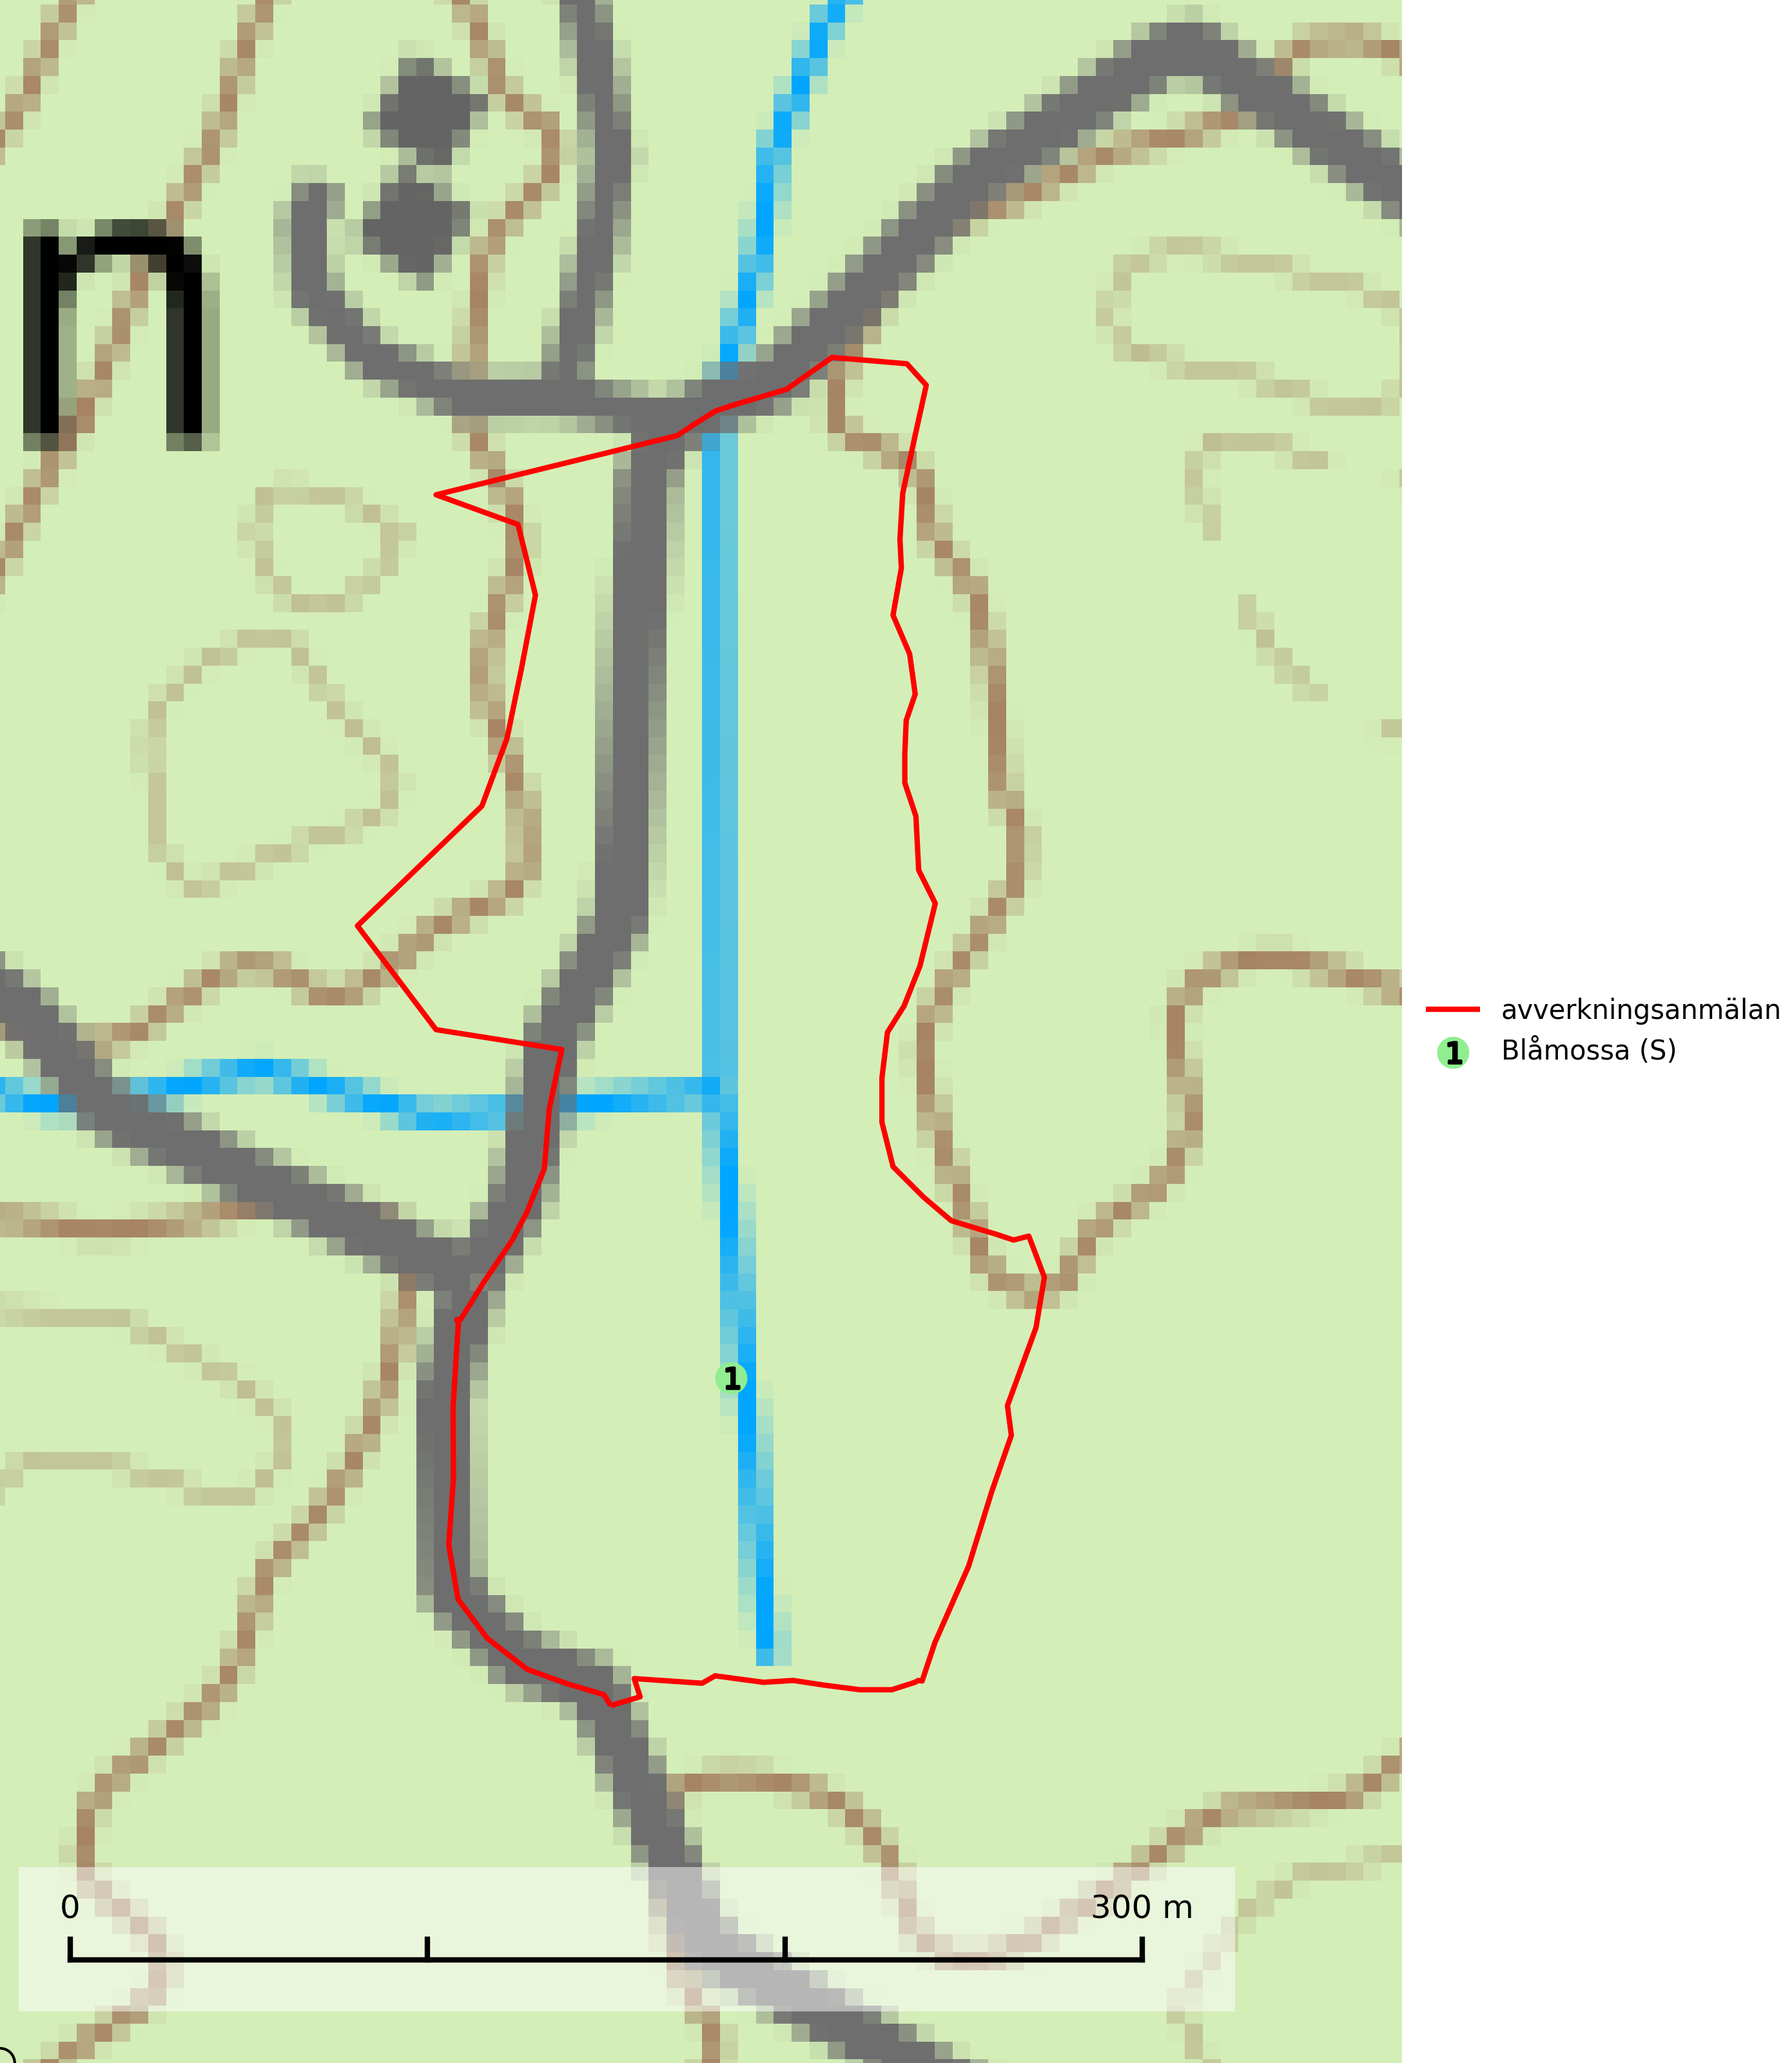 n
avverkningsanmälan
1 Blåmossa (S)
1
0 300 m